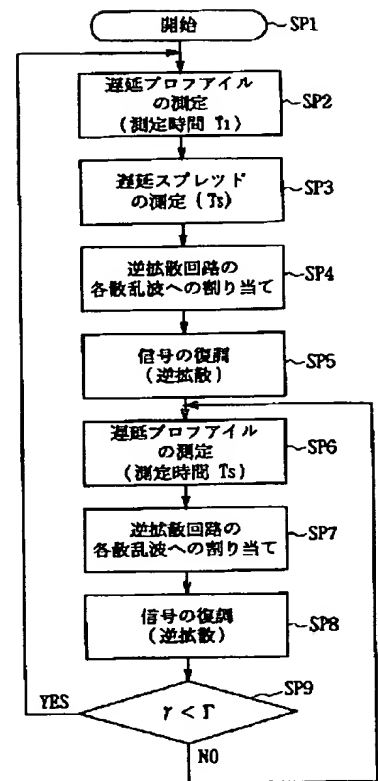 開始
SP1
遅延プロファイル
の測定
(測定時間 T1)
SP2
遅延スプレッド
の測定 (Ts)
SP3
逆拡散回路の
各散乱波への割り当て
SP4
信号の復調
(逆拡散)
SP5
遅延プロファイル
の測定
(測定時間 Ts)
SP6
逆拡散回路の
各散乱波への割り当て
SP7
信号の復調
(逆拡散)
SP8
SP9
YES
γ < Γ
NO